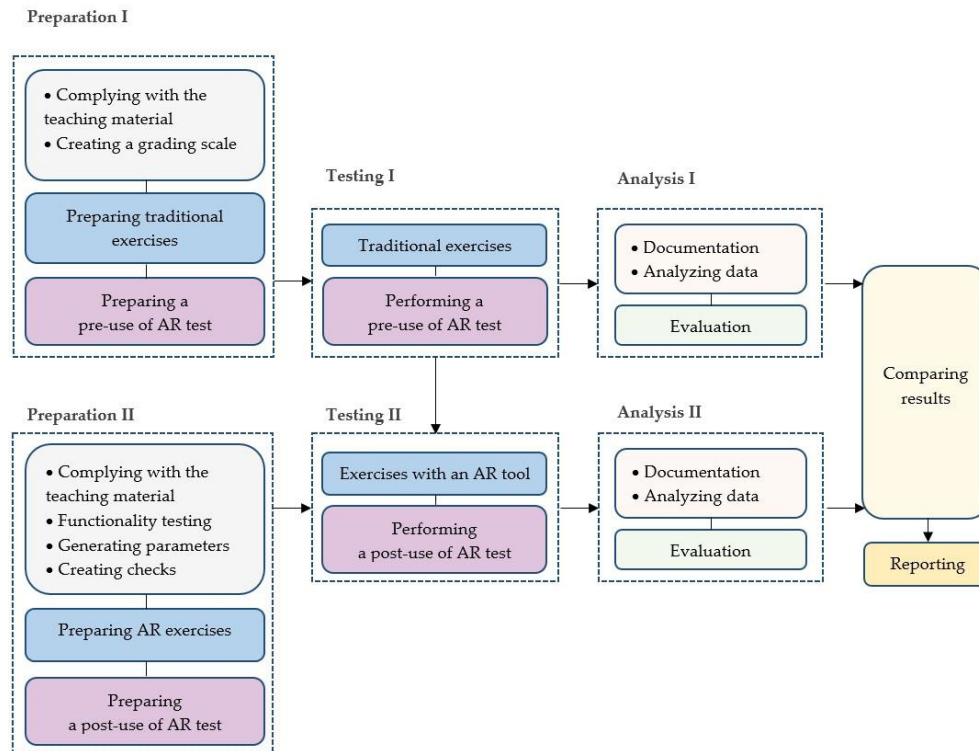 Preparation I
• Complying with the
teaching material
• Creating a grading scale
Preparing traditional
exercises
Preparing a
pre-use of AR test
Testing I
Traditional exercises
Performing a
pre-use of AR test
Analysis I
• Documentation
• Analyzing data
Evaluation
Preparation II
• Complying with the
teaching material
• Functionality testing
• Generating parameters
• Creating checks
Preparing AR exercises
Preparing
a post-use of AR test
Testing II
Exercises with an AR tool
Performing
a post-use of AR test
Analysis II
• Documentation
• Analyzing data
Evaluation
Comparing
results
Reporting